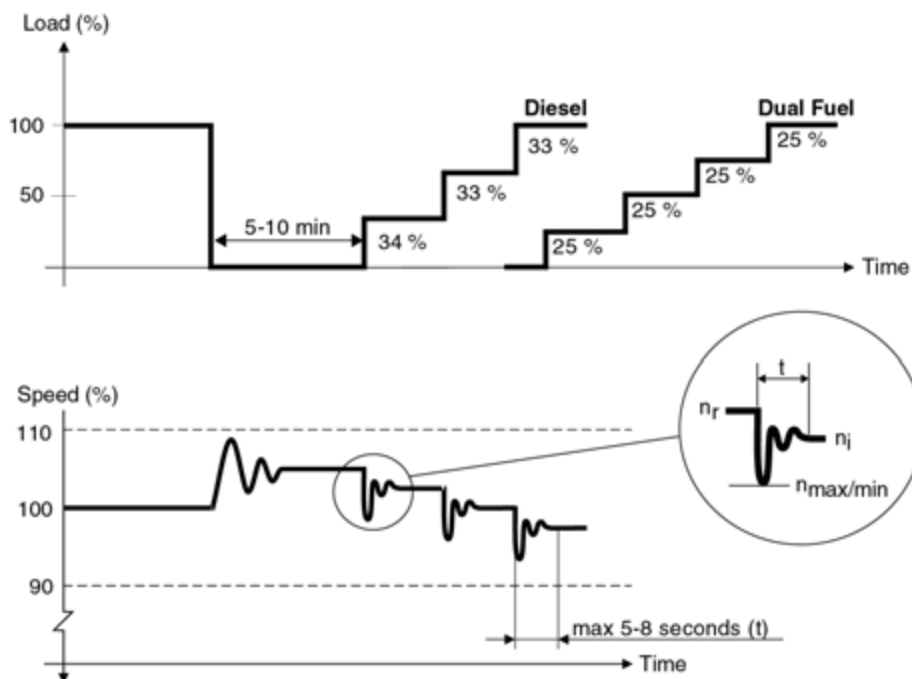 Load (%)
Diesel
Dual Fuel
100
33 %
25 %
33 %
25 %
50
5-10 min
25 %
34 %
25 %
Time
Speed (%)
t
nr
ni
110
nmax/min
100
90
max 5-8 seconds (t)
Time